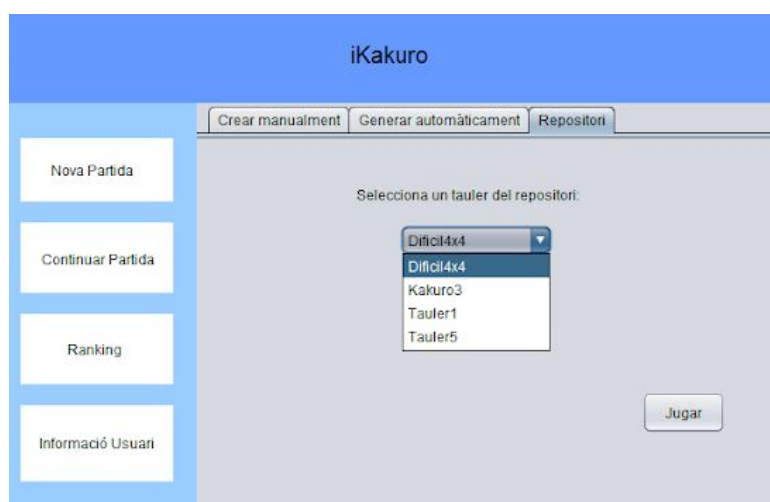 iKakuro
Crear manualment
Generar automàticament
Repositori
Nova Partida
Continuar Partida
Ranking
Informació Usuari
Selecciona un tauler del repositori:
Dificil4x4
Dificil4x4
Kakuro3
Tauler1
Tauler5
Jugar